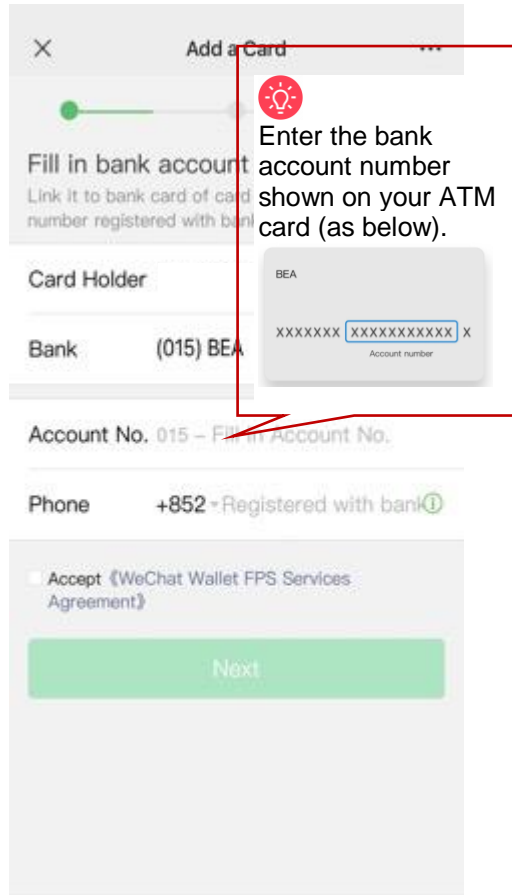 Add a Card
Enter the bank
account number
shown on your ATM
card (as below).
BEA
XXXXXXX XXXXXXXXXXX X
Account number
Fill in bank account
Link it to bank card of card
number registered with bank
Card Holder
Bank (015) BEA
Account No. 015 – Fill in Account No.
Phone +852 Registered with bank
Accept 《WeChat Wallet FPS Services
Agreement》
Next